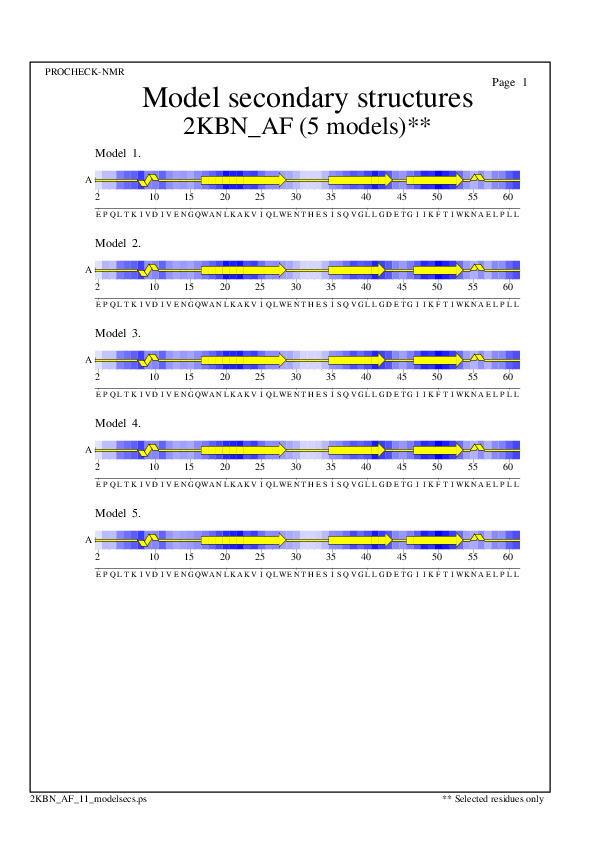 PROCHECK-NMR
Page 1
Model secondary structures
2KBN_AF (5 models)**
Model 1.
A
2 10 15 20 25 30 35 40 45 50 55 60
E P Q L T K I V D I V E N G Q W A N L K A K V I Q L W E N T H E S I S Q V G L L G D E T G I I K F T I W K N A E L P L L
Model 2.
A
2 10 15 20 25 30 35 40 45 50 55 60
E P Q L T K I V D I V E N G Q W A N L K A K V I Q L W E N T H E S I S Q V G L L G D E T G I I K F T I W K N A E L P L L
Model 3.
A
2 10 15 20 25 30 35 40 45 50 55 60
E P Q L T K I V D I V E N G Q W A N L K A K V I Q L W E N T H E S I S Q V G L L G D E T G I I K F T I W K N A E L P L L
Model 4.
A
2 10 15 20 25 30 35 40 45 50 55 60
E P Q L T K I V D I V E N G Q W A N L K A K V I Q L W E N T H E S I S Q V G L L G D E T G I I K F T I W K N A E L P L L
Model 5.
A
2 10 15 20 25 30 35 40 45 50 55 60
E P Q L T K I V D I V E N G Q W A N L K A K V I Q L W E N T H E S I S Q V G L L G D E T G I I K F T I W K N A E L P L L
2KBN_AF_11_modelsecs.ps
** Selected residues only